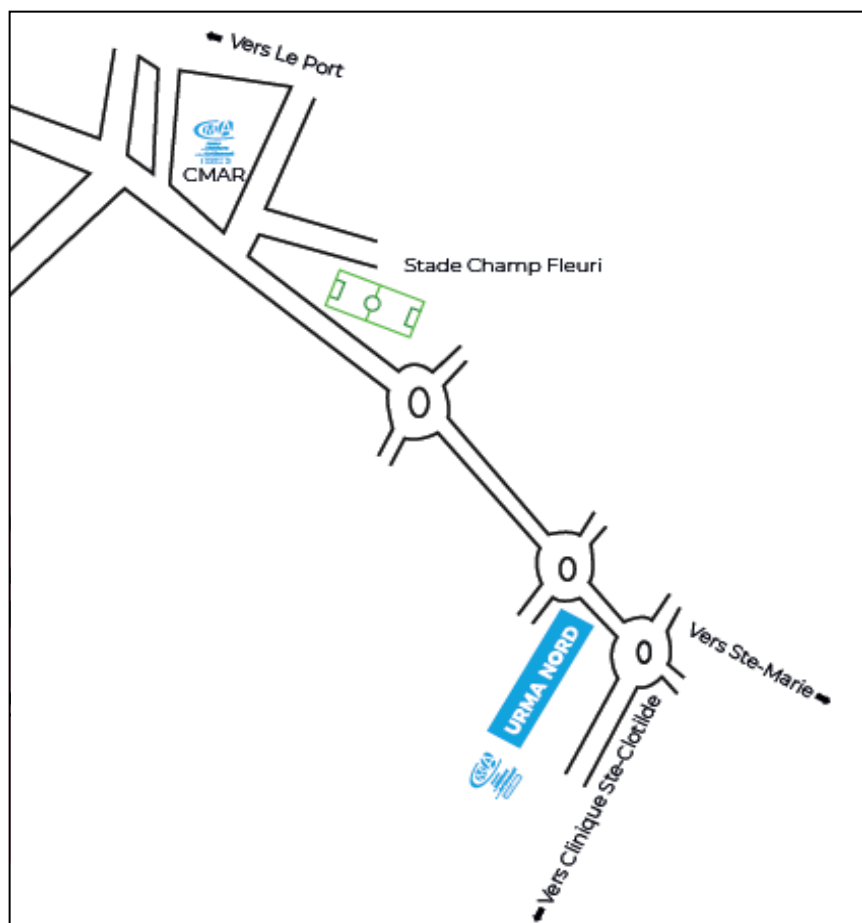 Vers Le Port
CMAR
Stade Champ Fleuri
Vers Ste-Marie
URMA NORD
Vers Clinique Ste-Clotilde